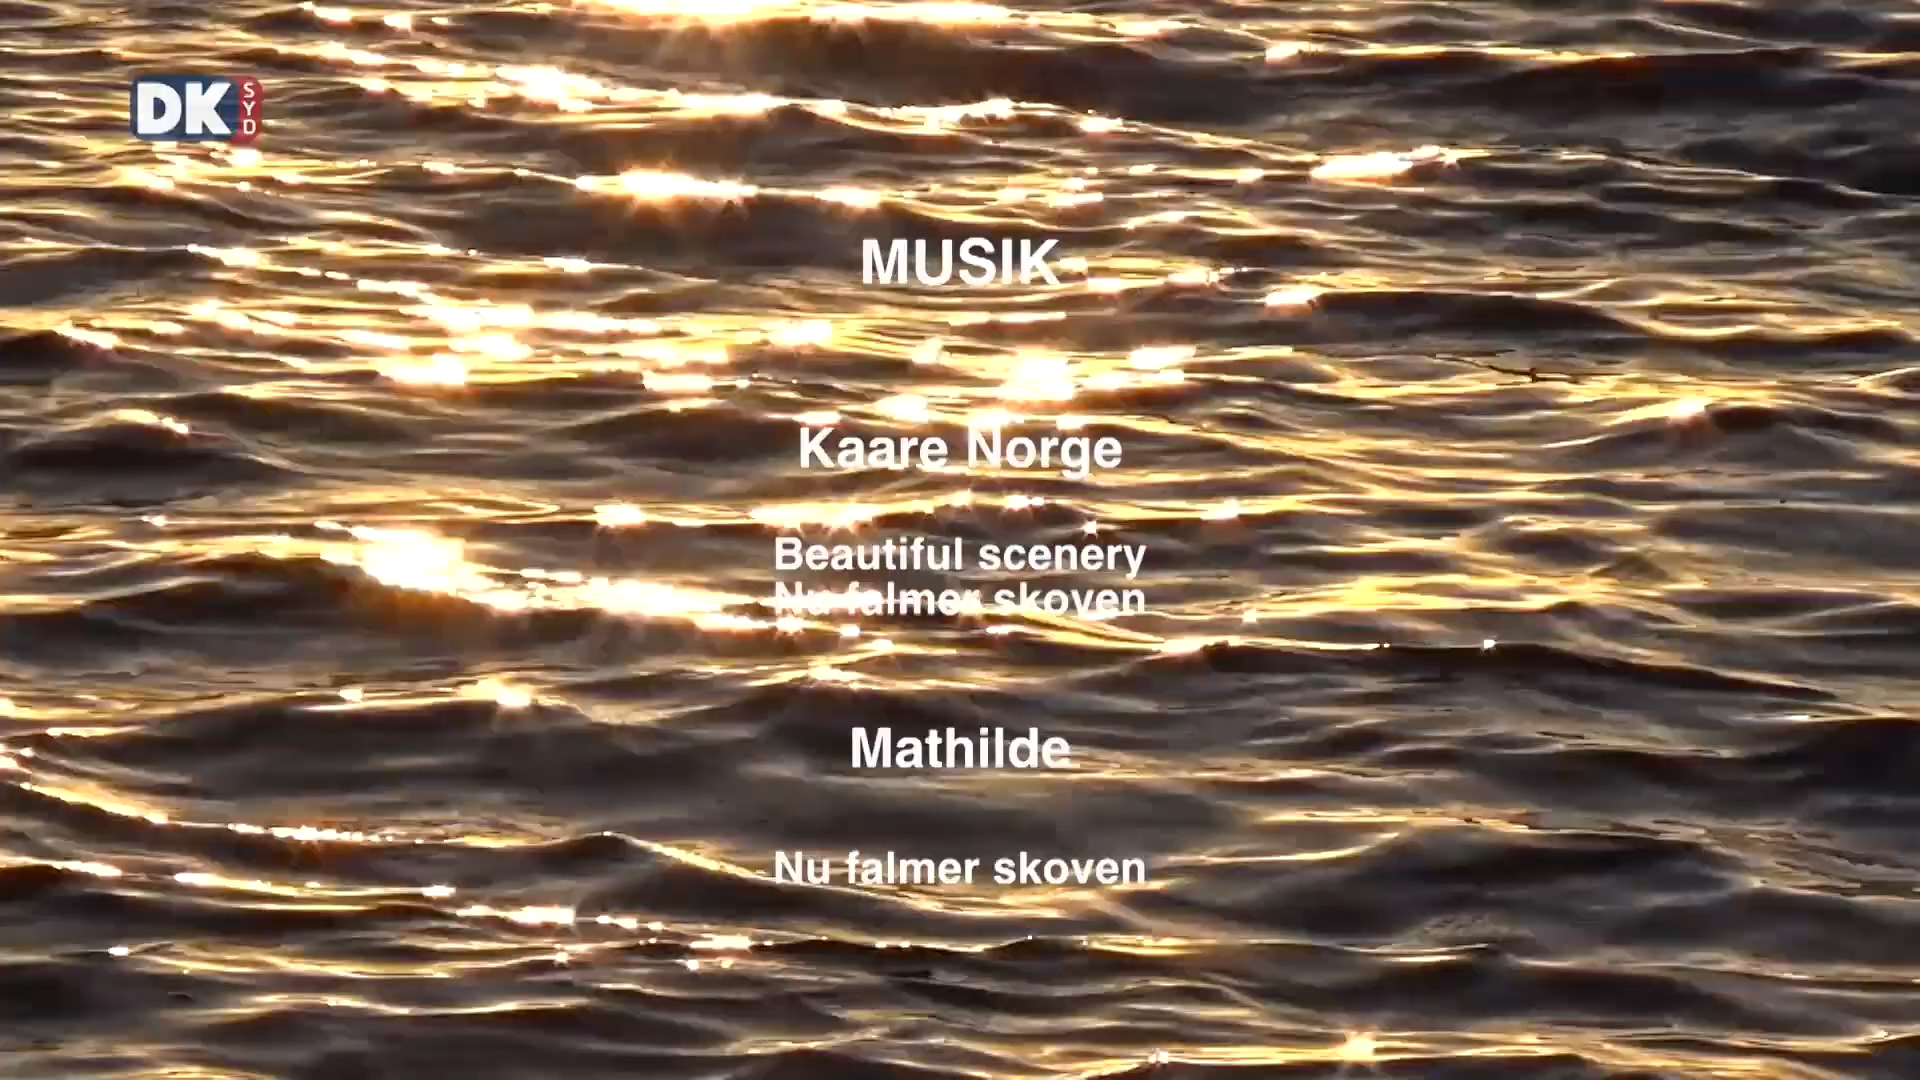 DK SYD
MUSIK
Kaare Norge
Beautiful scenery
Nu falmer skoven
Mathilde
Nu falmer skoven